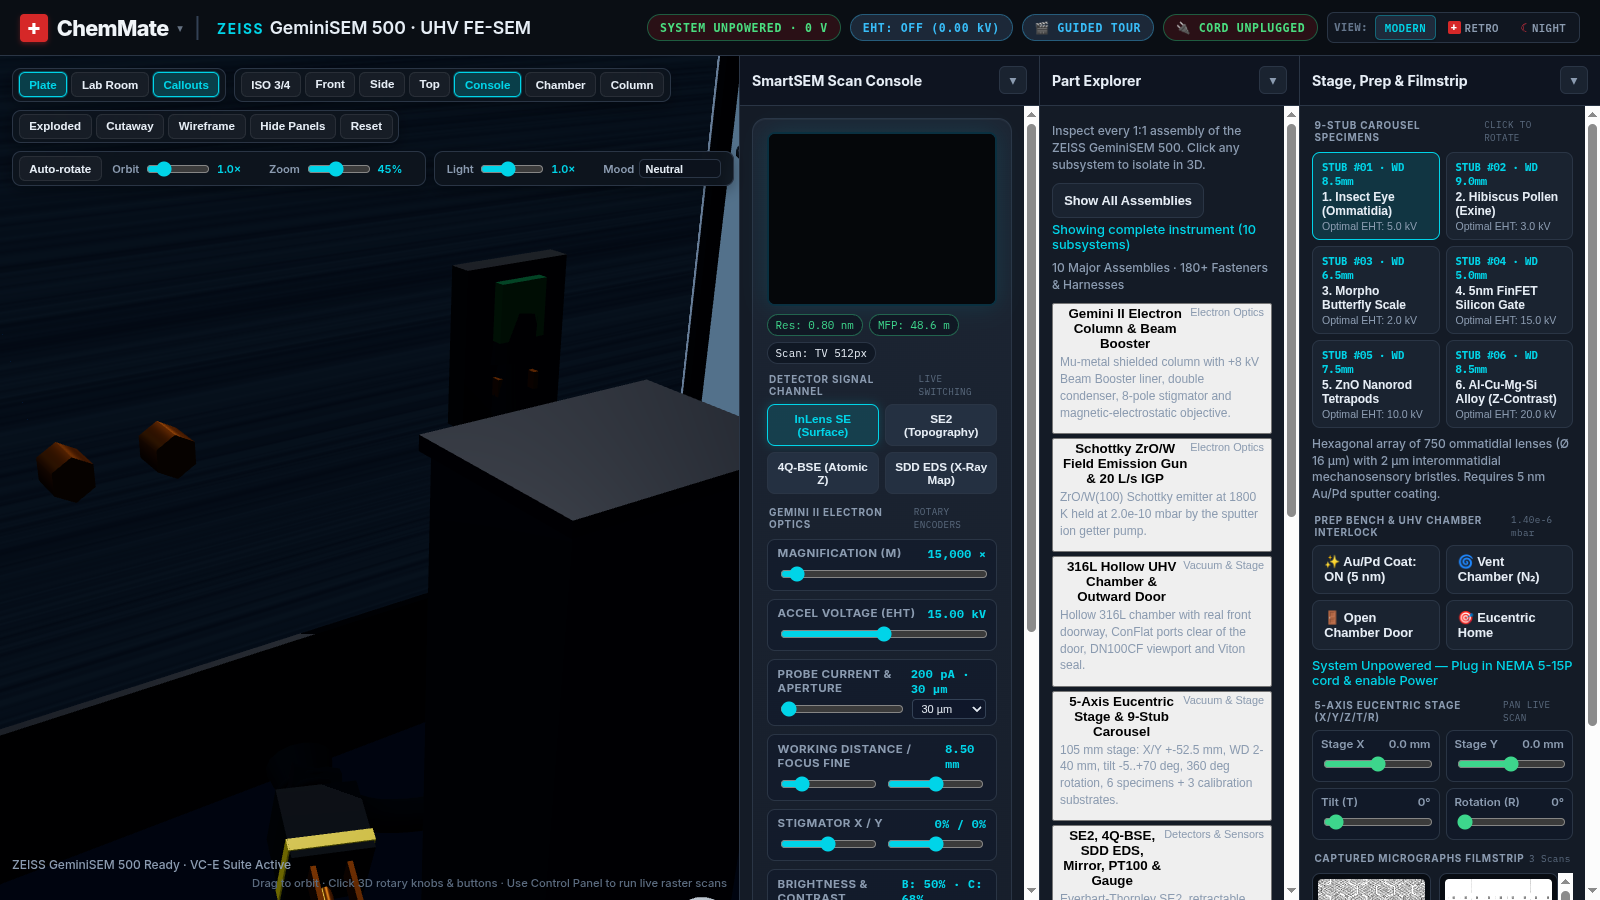 ChemMate ▾ | ZEISS GeminiSEM 500 · UHV FE-SEM
SYSTEM UNPOWERED · 0 V
EHT: OFF (0.00 kV)
🎬 GUIDED TOUR
🔌 CORD UNPLUGGED
VIEW: MODERN RETRO ☾ NIGHT
Plate Lab Room Callouts
ISO 3/4 Front Side Top Console Chamber Column
Exploded Cutaway Wireframe Hide Panels Reset
Auto-rotate Orbit 1.0× Zoom 45%
Light 1.0× Mood Neutral
ZEISS GeminiSEM 500 Ready · VC-E Suite Active
Drag to orbit · Click 3D rotary knobs & buttons · Use Control Panel to run live raster scans
SmartSEM Scan Console ▼
Res: 0.80 nm
MFP: 48.6 m
Scan: TV 512px
DETECTOR SIGNAL
CHANNEL
LIVE
SWITCHING
InLens SE
(Surface)
SE2
(Topography)
4Q-BSE (Atomic
Z)
SDD EDS (X-Ray
Map)
GEMINI II ELECTRON
OPTICS
ROTARY
ENCODERS
MAGNIFICATION (M) 15,000 ×
ACCEL VOLTAGE (EHT) 15.00 kV
PROBE CURRENT &
APERTURE
200 pA ·
30 µm
30 µm
WORKING DISTANCE /
FOCUS FINE
8.50
mm
STIGMATOR X / Y 0% / 0%
BRIGHTNESS &
CONTRAST
B: 50% · C:
68%
Part Explorer ▼
Inspect every 1:1 assembly of the
ZEISS GeminiSEM 500. Click any
subsystem to isolate in 3D.
Show All Assemblies
Showing complete instrument (10
subsystems)
10 Major Assemblies · 180+ Fasteners
& Harnesses
Gemini II Electron
Column & Beam
Booster
Electron Optics
Mu-metal shielded column with +8 kV
Beam Booster liner, double
condenser, 8-pole stigmator and
magnetic-electrostatic objective.
Schottky ZrO/W
Field Emission Gun
& 20 L/s IGP
Electron Optics
ZrO/W(100) Schottky emitter at 1800
K held at 2.0e-10 mbar by the sputter
ion getter pump.
316L Hollow UHV
Chamber &
Outward Door
Vacuum & Stage
Hollow 316L chamber with real front
doorway, ConFlat ports clear of the
door, DN100CF viewport and Viton
seal.
5-Axis Eucentric
Stage & 9-Stub
Carousel
Vacuum & Stage
105 mm stage: X/Y +-52.5 mm, WD 2-
40 mm, tilt -5..+70 deg, 360 deg
rotation, 6 specimens + 3 calibration
substrates.
SE2, 4Q-BSE,
SDD EDS,
Mirror, PT100 &
Gauge
Detectors & Sensors
Everhart-Thornley SE2, retractable
Stage, Prep & Filmstrip ▼
9-STUB CAROUSEL
SPECIMENS
CLICK TO
ROTATE
STUB #01 · WD
8.5mm
1. Insect Eye
(Ommatidia)
Optimal EHT: 5.0 kV
STUB #02 · WD
9.0mm
2. Hibiscus Pollen
(Exine)
Optimal EHT: 3.0 kV
STUB #03 · WD
6.5mm
3. Morpho
Butterfly Scale
Optimal EHT: 2.0 kV
STUB #04 · WD
5.0mm
4. 5nm FinFET
Silicon Gate
Optimal EHT: 15.0 kV
STUB #05 · WD
7.5mm
5. ZnO Nanorod
Tetrapods
Optimal EHT: 10.0 kV
STUB #06 · WD
8.5mm
6. Al-Cu-Mg-Si
Alloy (Z-Contrast)
Optimal EHT: 20.0 kV
Hexagonal array of 750 ommatidial lenses (Ø
16 µm) with 2 µm interommatidial
mechanosensory bristles. Requires 5 nm
Au/Pd sputter coating.
PREP BENCH & UHV CHAMBER
INTERLOCK
1.40e-6
mbar
✨ Au/Pd Coat:
ON (5 nm)
🌀 Vent
Chamber (N₂)
🚪 Open
Chamber Door
🎯 Eucentric
Home
System Unpowered — Plug in NEMA 5-15P
cord & enable Power
5-AXIS EUCENTRIC STAGE
(X/Y/Z/T/R)
PAN LIVE
SCAN
Stage X 0.0 mm
Stage Y 0.0 mm
Tilt (T) 0°
Rotation (R) 0°
CAPTURED MICROGRAPHS FILMSTRIP 3 Scans